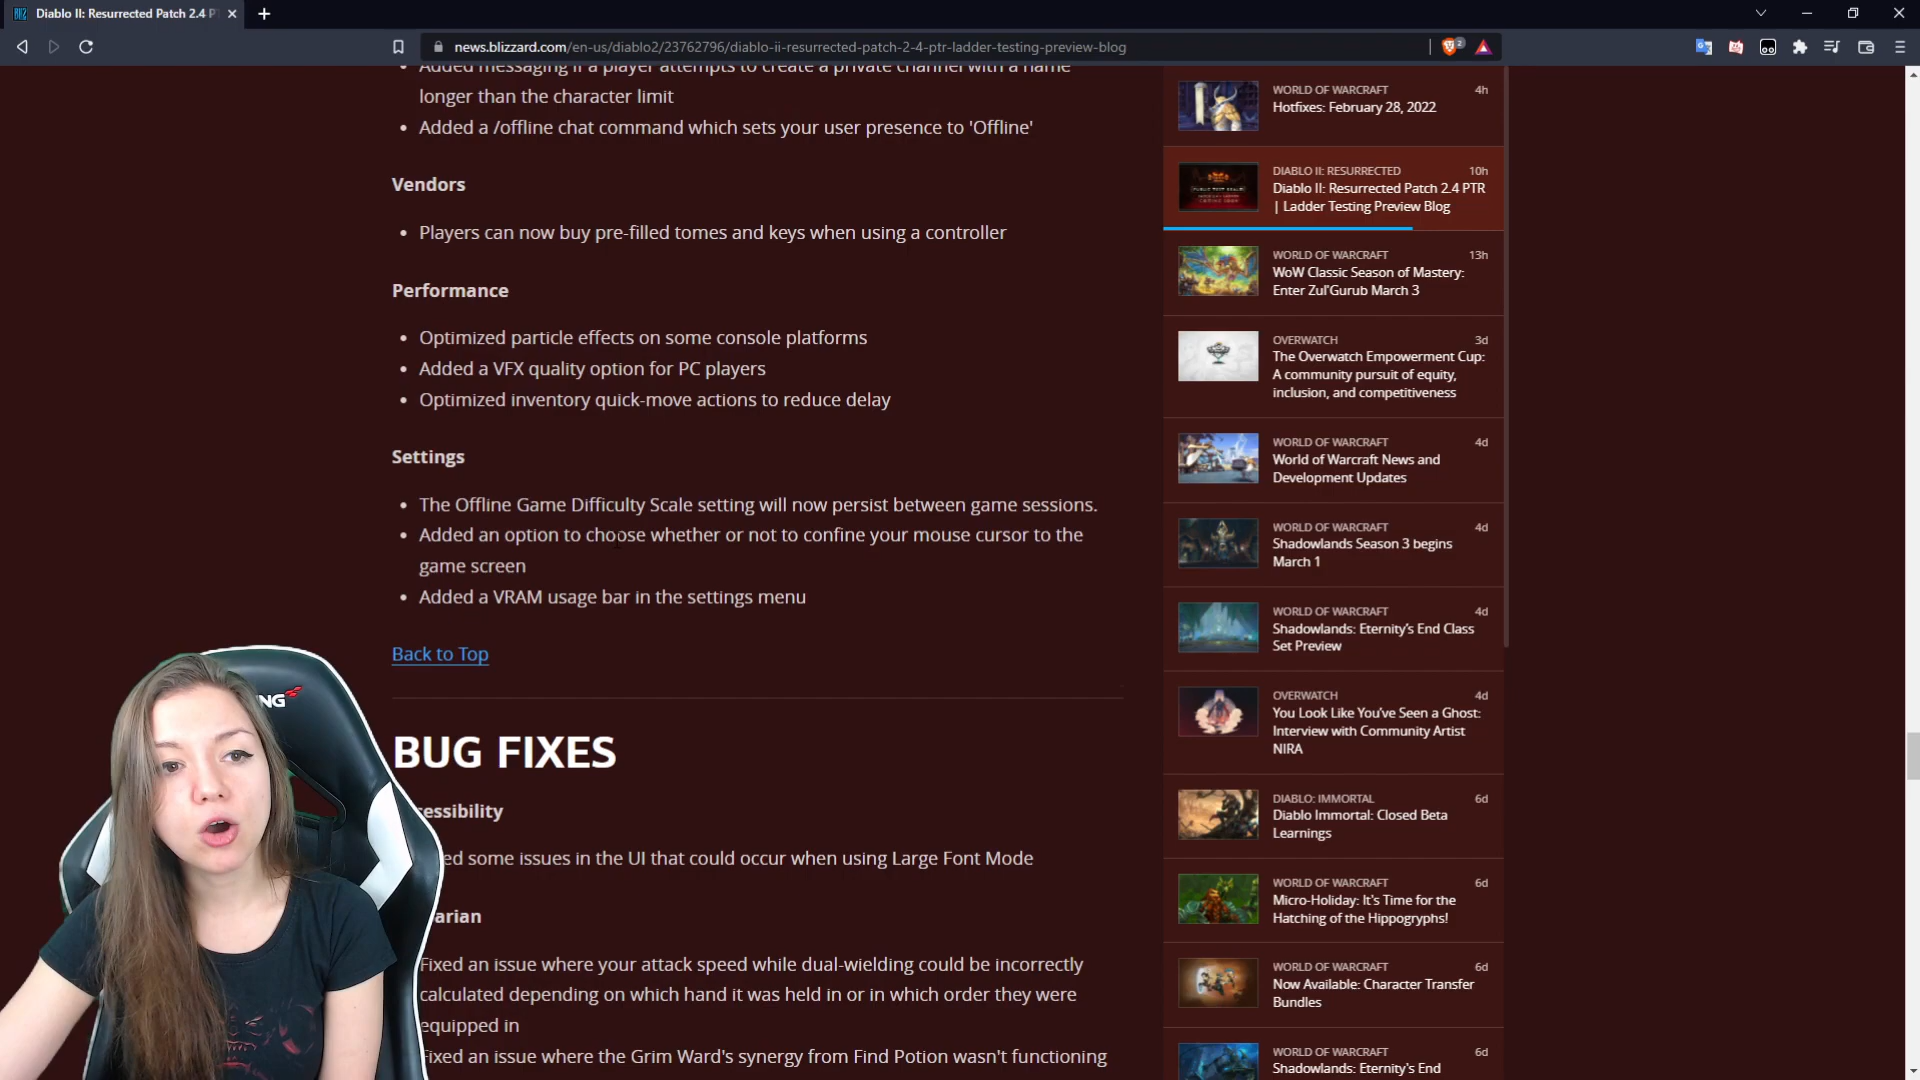 Diablo II: Resurrected Patch 2.4 P
news.blizzard.com/en-us/diablo2/23762796/diablo-ii-resurrected-patch-2-4-ptr-ladder-testing-preview-blog
2
Added messaging if a player attempts to create a private channel with a name
longer than the character limit
Added a /offline chat command which sets your user presence to 'Offline'
Vendors
Players can now buy pre-filled tomes and keys when using a controller
Performance
Optimized particle effects on some console platforms
Added a VFX quality option for PC players
Optimized inventory quick-move actions to reduce delay
Settings
The Offline Game Difficulty Scale setting will now persist between game sessions.
Added an option to choose whether or not to confine your mouse cursor to the
game screen
Added a VRAM usage bar in the settings menu
Back to Top
BUG FIXES
essibility
ed some issues in the UI that could occur when using Large Font Mode
arian
Fixed an issue where your attack speed while dual-wielding could be incorrectly
calculated depending on which hand it was held in or in which order they were
equipped in
Fixed an issue where the Grim Ward's synergy from Find Potion wasn't functioning
WORLD OF WARCRAFT 4h
Hotfixes: February 28, 2022
DIABLO II: RESURRECTED 10h
Diablo II: Resurrected Patch 2.4 PTR
| Ladder Testing Preview Blog
WORLD OF WARCRAFT 13h
WoW Classic Season of Mastery:
Enter Zul'Gurub March 3
OVERWATCH 3d
The Overwatch Empowerment Cup:
A community pursuit of equity,
inclusion, and competitiveness
WORLD OF WARCRAFT 4d
World of Warcraft News and
Development Updates
WORLD OF WARCRAFT 4d
Shadowlands Season 3 begins
March 1
WORLD OF WARCRAFT 4d
Shadowlands: Eternity's End Class
Set Preview
OVERWATCH 4d
You Look Like You've Seen a Ghost:
Interview with Community Artist
NIRA
DIABLO: IMMORTAL 6d
Diablo Immortal: Closed Beta
Learnings
WORLD OF WARCRAFT 6d
Micro-Holiday: It's Time for the
Hatching of the Hippogryphs!
WORLD OF WARCRAFT 6d
Now Available: Character Transfer
Bundles
WORLD OF WARCRAFT 6d
Shadowlands: Eternity's End
NG